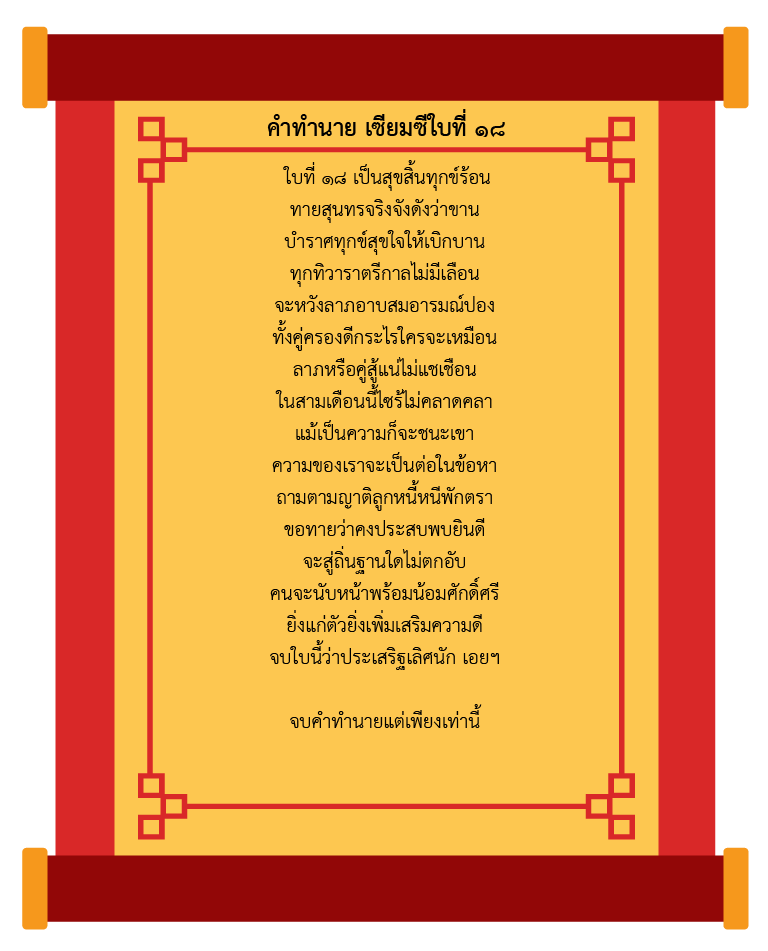 คำทำนาย เซียมซีใบที่ ๑๘
ใบที่ ๑๘ เป็นสุขสิ้นทุกข์ร้อน
ทายสุนทรจริงจังดังว่าขาน
บำราศทุกข์สุขใจให้เบิกบาน
ทุกทิวาราตรีกาลไม่มีเลือน
จะหวังลาภอาบสมอารมณ์ปอง
ทั้งคู่ครองดีกระไรใครจะเหมือน
ลาภหรือคู่สู้แน่ไม่แชเชือน
ในสามเดือนนี้ไซร้ไม่คลาดคลา
แม้เป็นความก็จะชนะเขา
ความของเราจะเป็นต่อในข้อหา
ถามตามญาติลูกหนี้หนีพักตรา
ขอทายว่าคงประสบพบยินดี
จะสู่ถิ่นฐานใดไม่ตกอับ
คนจะนับหน้าพร้อมน้อมศักดิ์ศรี
ยิ่งแก่ตัวยิ่งเพิ่มเสริมความดี
จบใบนี้ว่าประเสริฐเลิศนัก เอยฯ
จบคำทำนายแต่เพียงเท่านี้